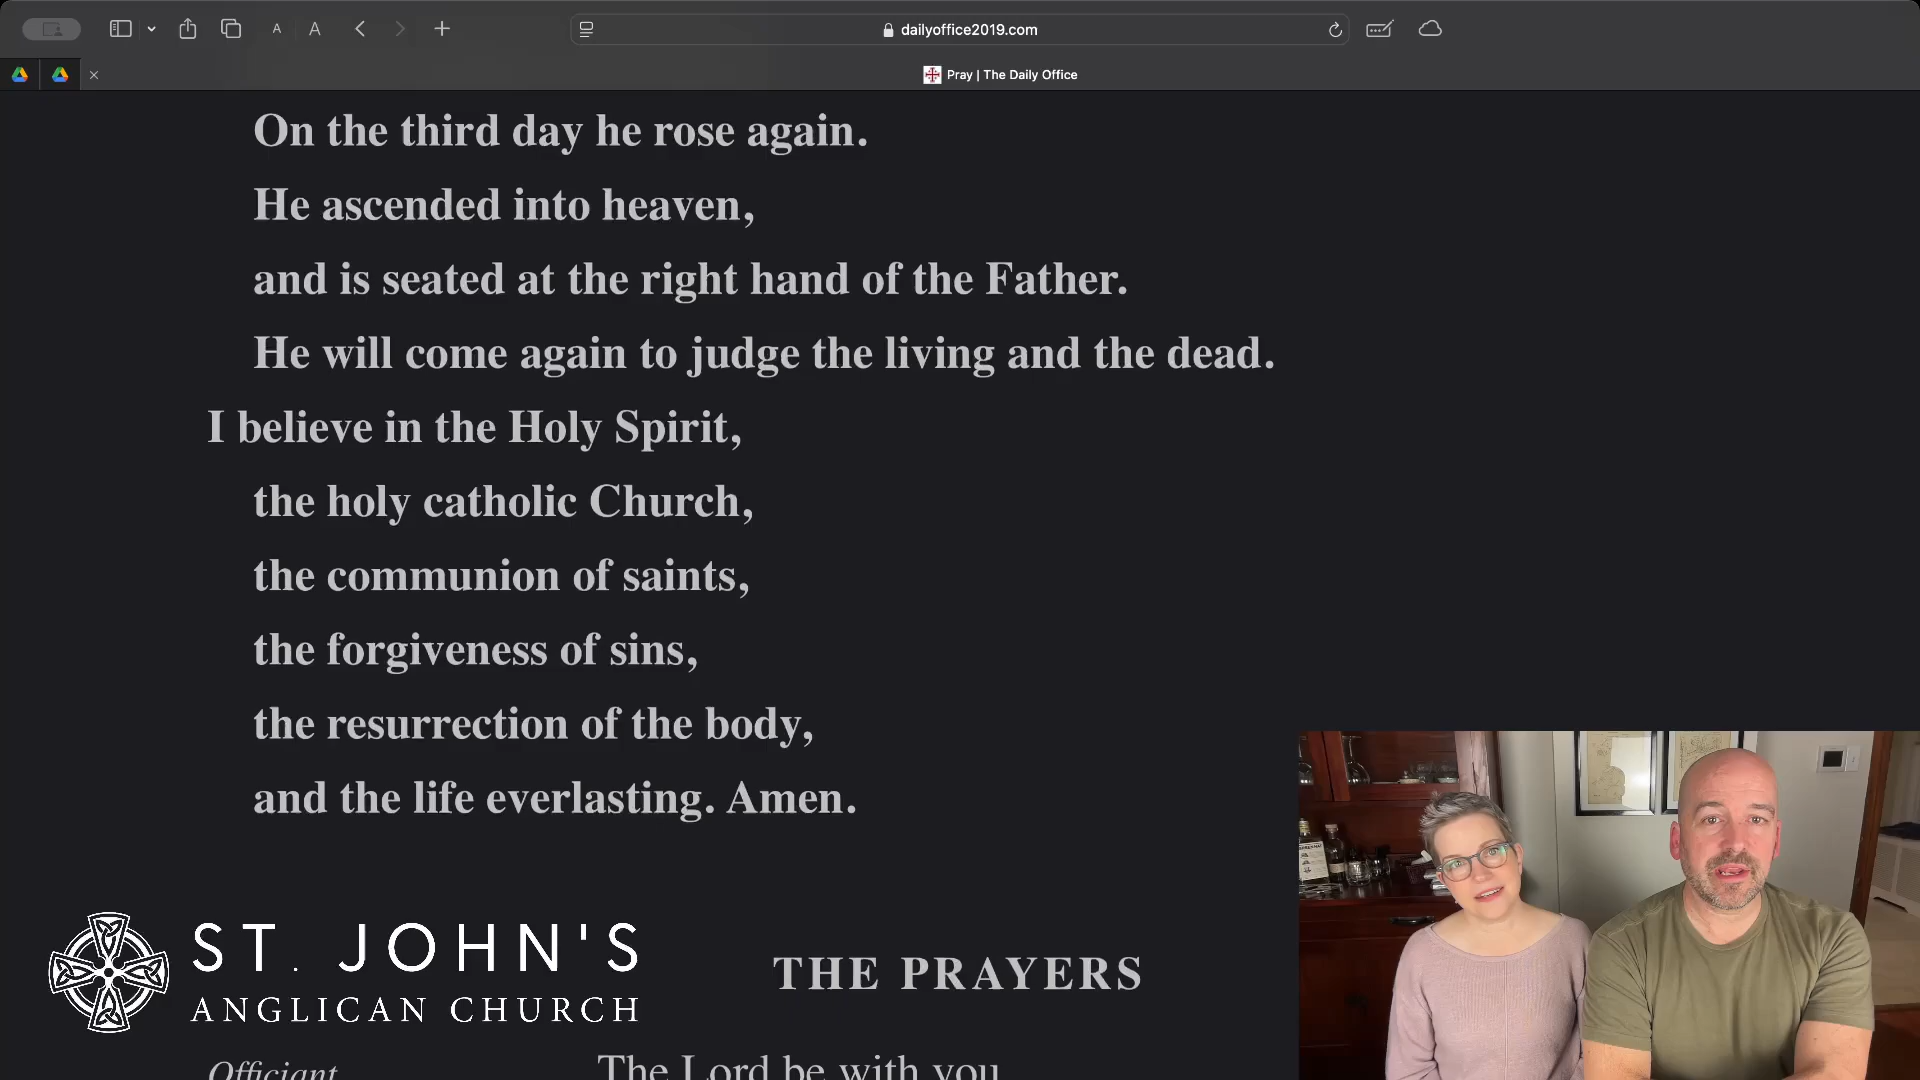 A A
dailyoffice2019.com
Pray | The Daily Office
On the third day he rose again.
He ascended into heaven,
and is seated at the right hand of the Father.
He will come again to judge the living and the dead.
I believe in the Holy Spirit,
the holy catholic Church,
the communion of saints,
the forgiveness of sins,
the resurrection of the body,
and the life everlasting. Amen.
ST. JOHN'S
ANGLICAN CHURCH
THE PRAYERS
Officiant The Lord be with you